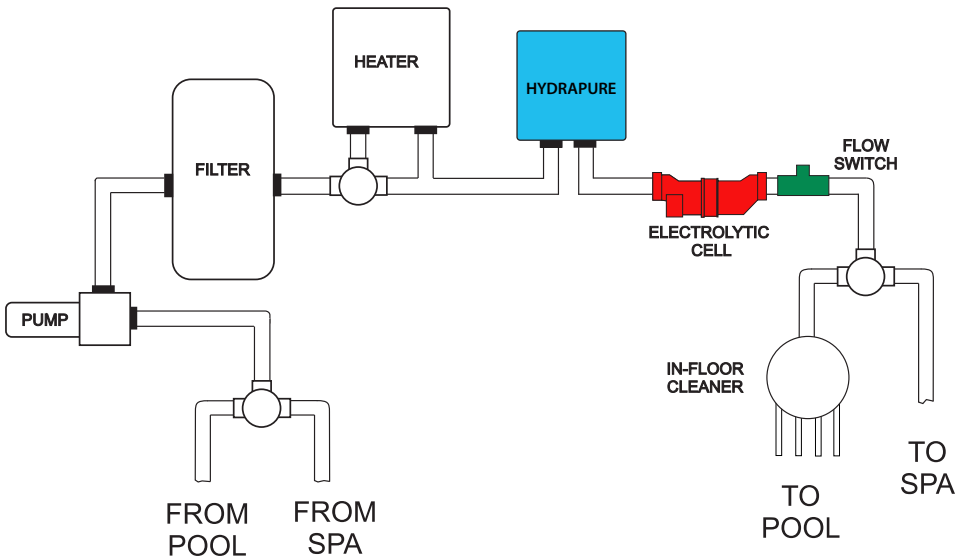 HEATER
HYDRAPURE
FILTER
FLOW
SWITCH
ELECTROLYTIC
CELL
PUMP
IN-FLOOR
CLEANER
FROM
POOL
FROM
SPA
TO
POOL
TO
SPA